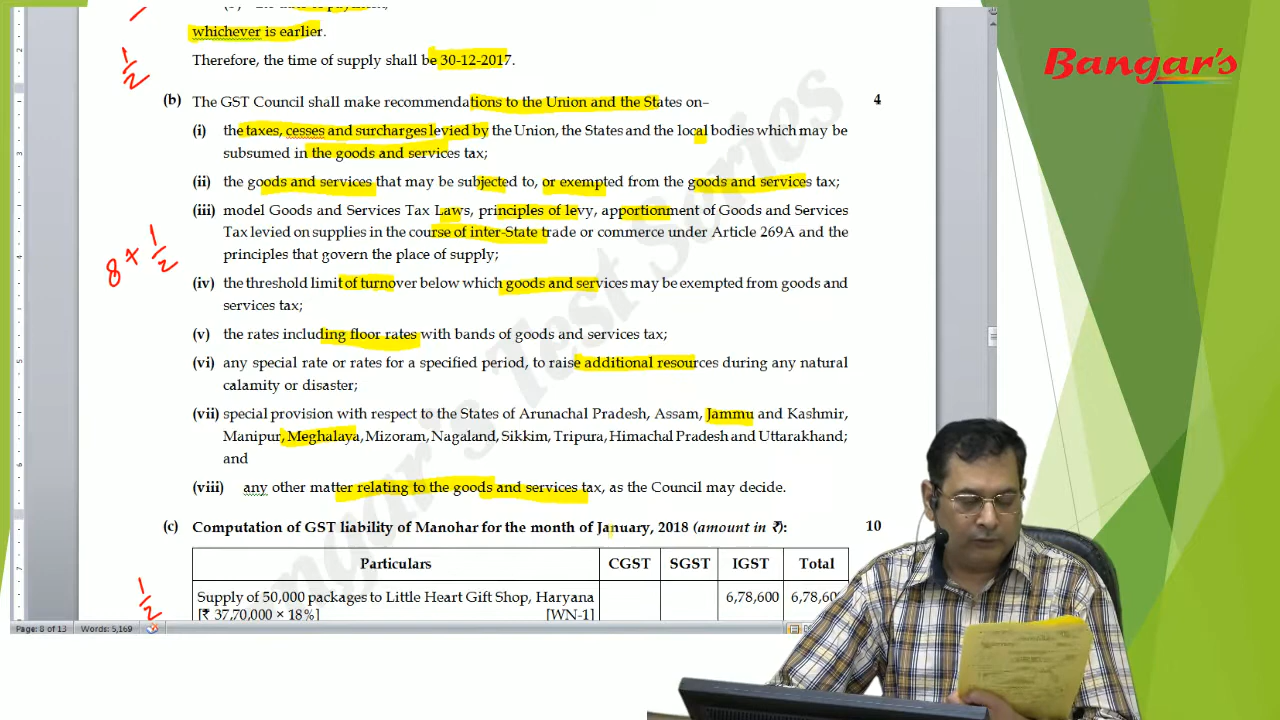 whichever is earlier.
1/2
Therefore, the time of supply shall be 30-12-2017.
Bangar's
(b) The GST Council shall make recommendations to the Union and the States on– 4
(i) the taxes, cesses and surcharges levied by the Union, the States and the local bodies which may be
subsumed in the goods and services tax;
(ii) the goods and services that may be subjected to, or exempted from the goods and services tax;
(iii) model Goods and Services Tax Laws, principles of levy, apportionment of Goods and Services
Tax levied on supplies in the course of inter-State trade or commerce under Article 269A and the
principles that govern the place of supply;
8 + 1/2
(iv) the threshold limit of turnover below which goods and services may be exempted from goods and
services tax;
(v) the rates including floor rates with bands of goods and services tax;
(vi) any special rate or rates for a specified period, to raise additional resources during any natural
calamity or disaster;
(vii) special provision with respect to the States of Arunachal Pradesh, Assam, Jammu and Kashmir,
Manipur, Meghalaya, Mizoram, Nagaland, Sikkim, Tripura, Himachal Pradesh and Uttarakhand;
and
(viii) any other matter relating to the goods and services tax, as the Council may decide.
(c) Computation of GST liability of Manohar for the month of January, 2018 (amount in ₹): 10
Particulars CGST SGST IGST Total
1/2
Supply of 50,000 packages to Little Heart Gift Shop, Haryana 6,78,600 6,78,600
[₹ 37,70,000 × 18%] [WN-1]
Page: 8 of 13 Words: 5,169